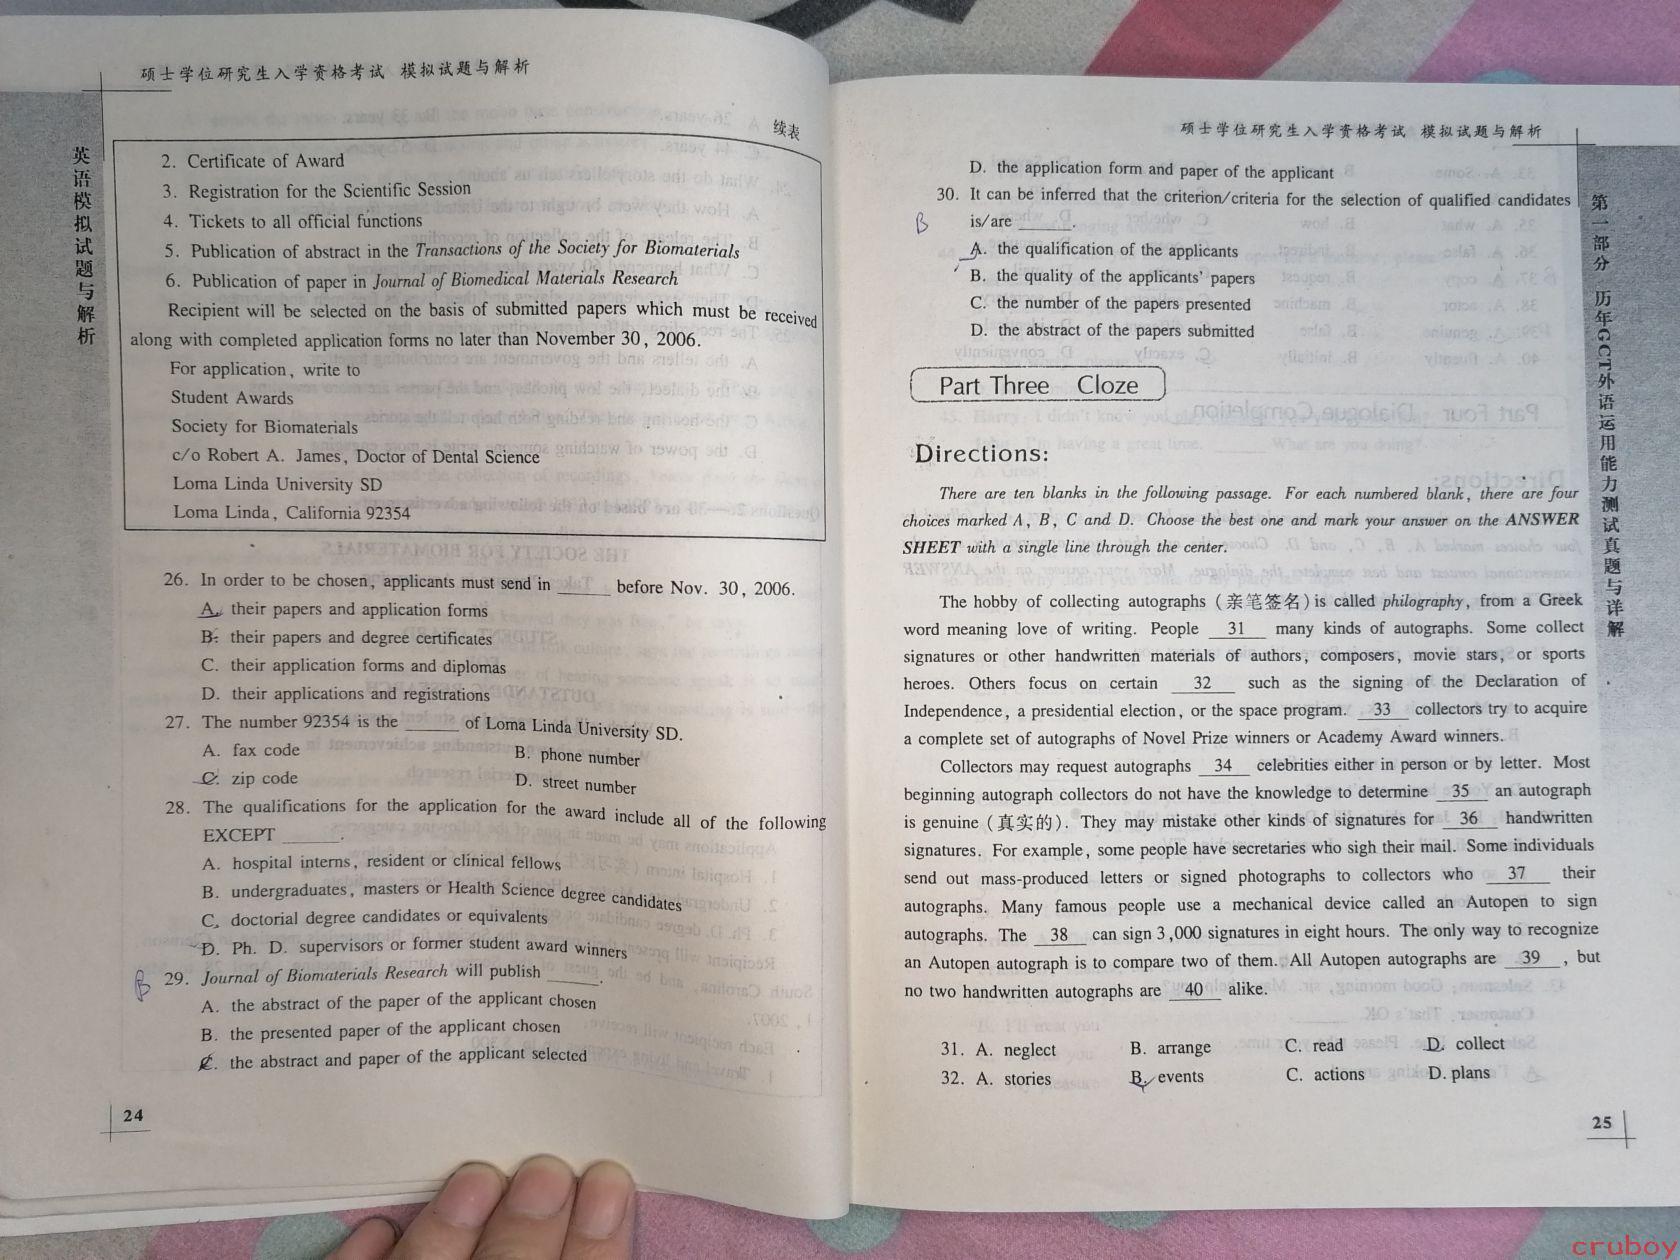 硕士学位研究生入学资格考试 模拟试题与解析
英语模拟试题与解析
续表
2. Certificate of Award
3. Registration for the Scientific Session
4. Tickets to all official functions
5. Publication of abstract in the Transactions of the Society for Biomaterials
6. Publication of paper in Journal of Biomedical Materials Research
Recipient will be selected on the basis of submitted papers which must be received
along with completed application forms no later than November 30, 2006.
For application, write to
Student Awards
Society for Biomaterials
c/o Robert A. James, Doctor of Dental Science
Loma Linda University SD
Loma Linda, California 92354
26. In order to be chosen, applicants must send in _____ before Nov. 30, 2006.
A. their papers and application forms
B. their papers and degree certificates
C. their application forms and diplomas
D. their applications and registrations
27. The number 92354 is the _____ of Loma Linda University SD.
A. fax code B. phone number
C. zip code D. street number
28. The qualifications for the application for the award include all of the following
EXCEPT _____.
A. hospital interns, resident or clinical fellows
B. undergraduates, masters or Health Science degree candidates
C. doctorial degree candidates or equivalents
D. Ph. D. supervisors or former student award winners
B 29. Journal of Biomaterials Research will publish _____.
A. the abstract of the paper of the applicant chosen
B. the presented paper of the applicant chosen
C. the abstract and paper of the applicant selected
24
硕士学位研究生入学资格考试 模拟试题与解析
第一部分 历年GCT外语运用能力测试真题与详解
D. the application form and paper of the applicant
30. It can be inferred that the criterion/criteria for the selection of qualified candidates
B is/are _____.
A. the qualification of the applicants
B. the quality of the applicants' papers
C. the number of the papers presented
D. the abstract of the papers submitted
Part Three Cloze
Directions:
There are ten blanks in the following passage. For each numbered blank, there are four
choices marked A, B, C and D. Choose the best one and mark your answer on the ANSWER
SHEET with a single line through the center.
The hobby of collecting autographs (亲笔签名) is called philography, from a Greek
word meaning love of writing. People 31 many kinds of autographs. Some collect
signatures or other handwritten materials of authors, composers, movie stars, or sports
heroes. Others focus on certain 32 such as the signing of the Declaration of
Independence, a presidential election, or the space program. 33 collectors try to acquire
a complete set of autographs of Novel Prize winners or Academy Award winners.
Collectors may request autographs 34 celebrities either in person or by letter. Most
beginning autograph collectors do not have the knowledge to determine 35 an autograph
is genuine (真实的). They may mistake other kinds of signatures for 36 handwritten
signatures. For example, some people have secretaries who sigh their mail. Some individuals
send out mass-produced letters or signed photographs to collectors who 37 their
autographs. Many famous people use a mechanical device called an Autopen to sign
autographs. The 38 can sign 3,000 signatures in eight hours. The only way to recognize
an Autopen autograph is to compare two of them. All Autopen autographs are 39, but
no two handwritten autographs are 40 alike.
31. A. neglect B. arrange C. read D. collect
32. A. stories B. events C. actions D. plans
25
cruboy